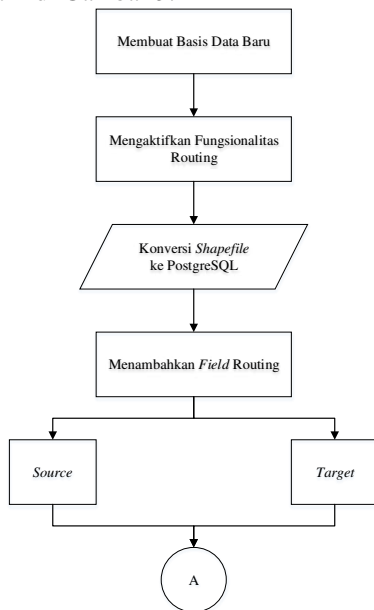 Membuat Basis Data Baru
Mengaktifkan Fungsionalitas
Routing
Konversi Shapefile
ke PostgreSQL
Menambahkan Field Routing
Source
Target
A